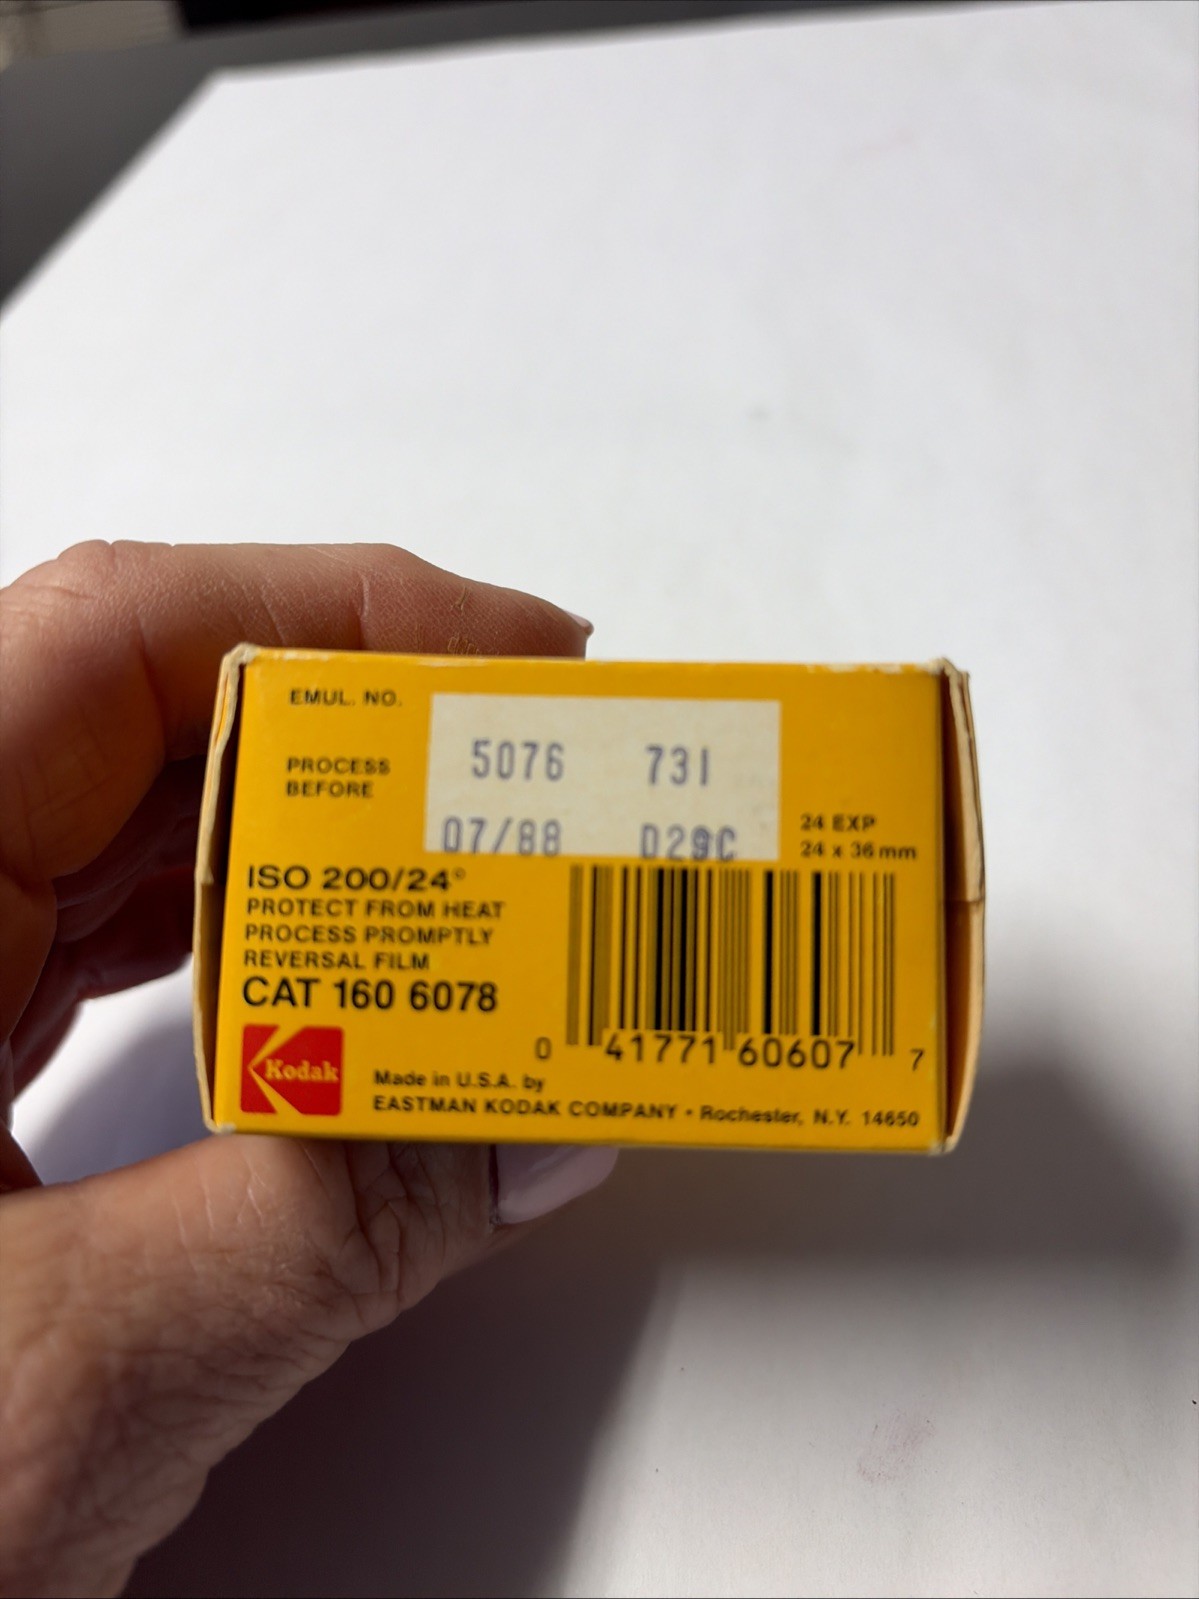 EMUL. NO.
5076 731
PROCESS
BEFORE
07/88 D29C
24 EXP
24 x 36mm
ISO 200/24°
PROTECT FROM HEAT
PROCESS PROMPTLY
REVERSAL FILM
CAT 160 6078
0 41771 60607 7
Kodak
Made in U.S.A. by
EASTMAN KODAK COMPANY • Rochester, N.Y. 14650